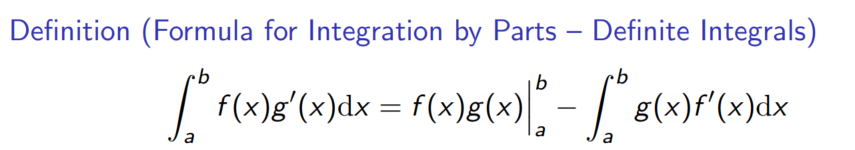 Definition (Formula for Integration by Parts – Definite Integrals)
∫_a^b f(x)g′(x)dx = f(x)g(x)|_a^b − ∫_a^b g(x)f′(x)dx